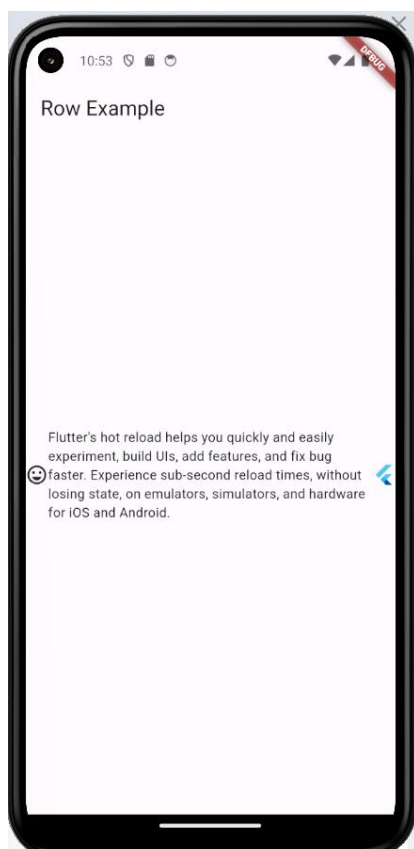 10:53
DEBUG
Row Example
Flutter's hot reload helps you quickly and easily
experiment, build UIs, add features, and fix bug
faster. Experience sub-second reload times, without
losing state, on emulators, simulators, and hardware
for iOS and Android.